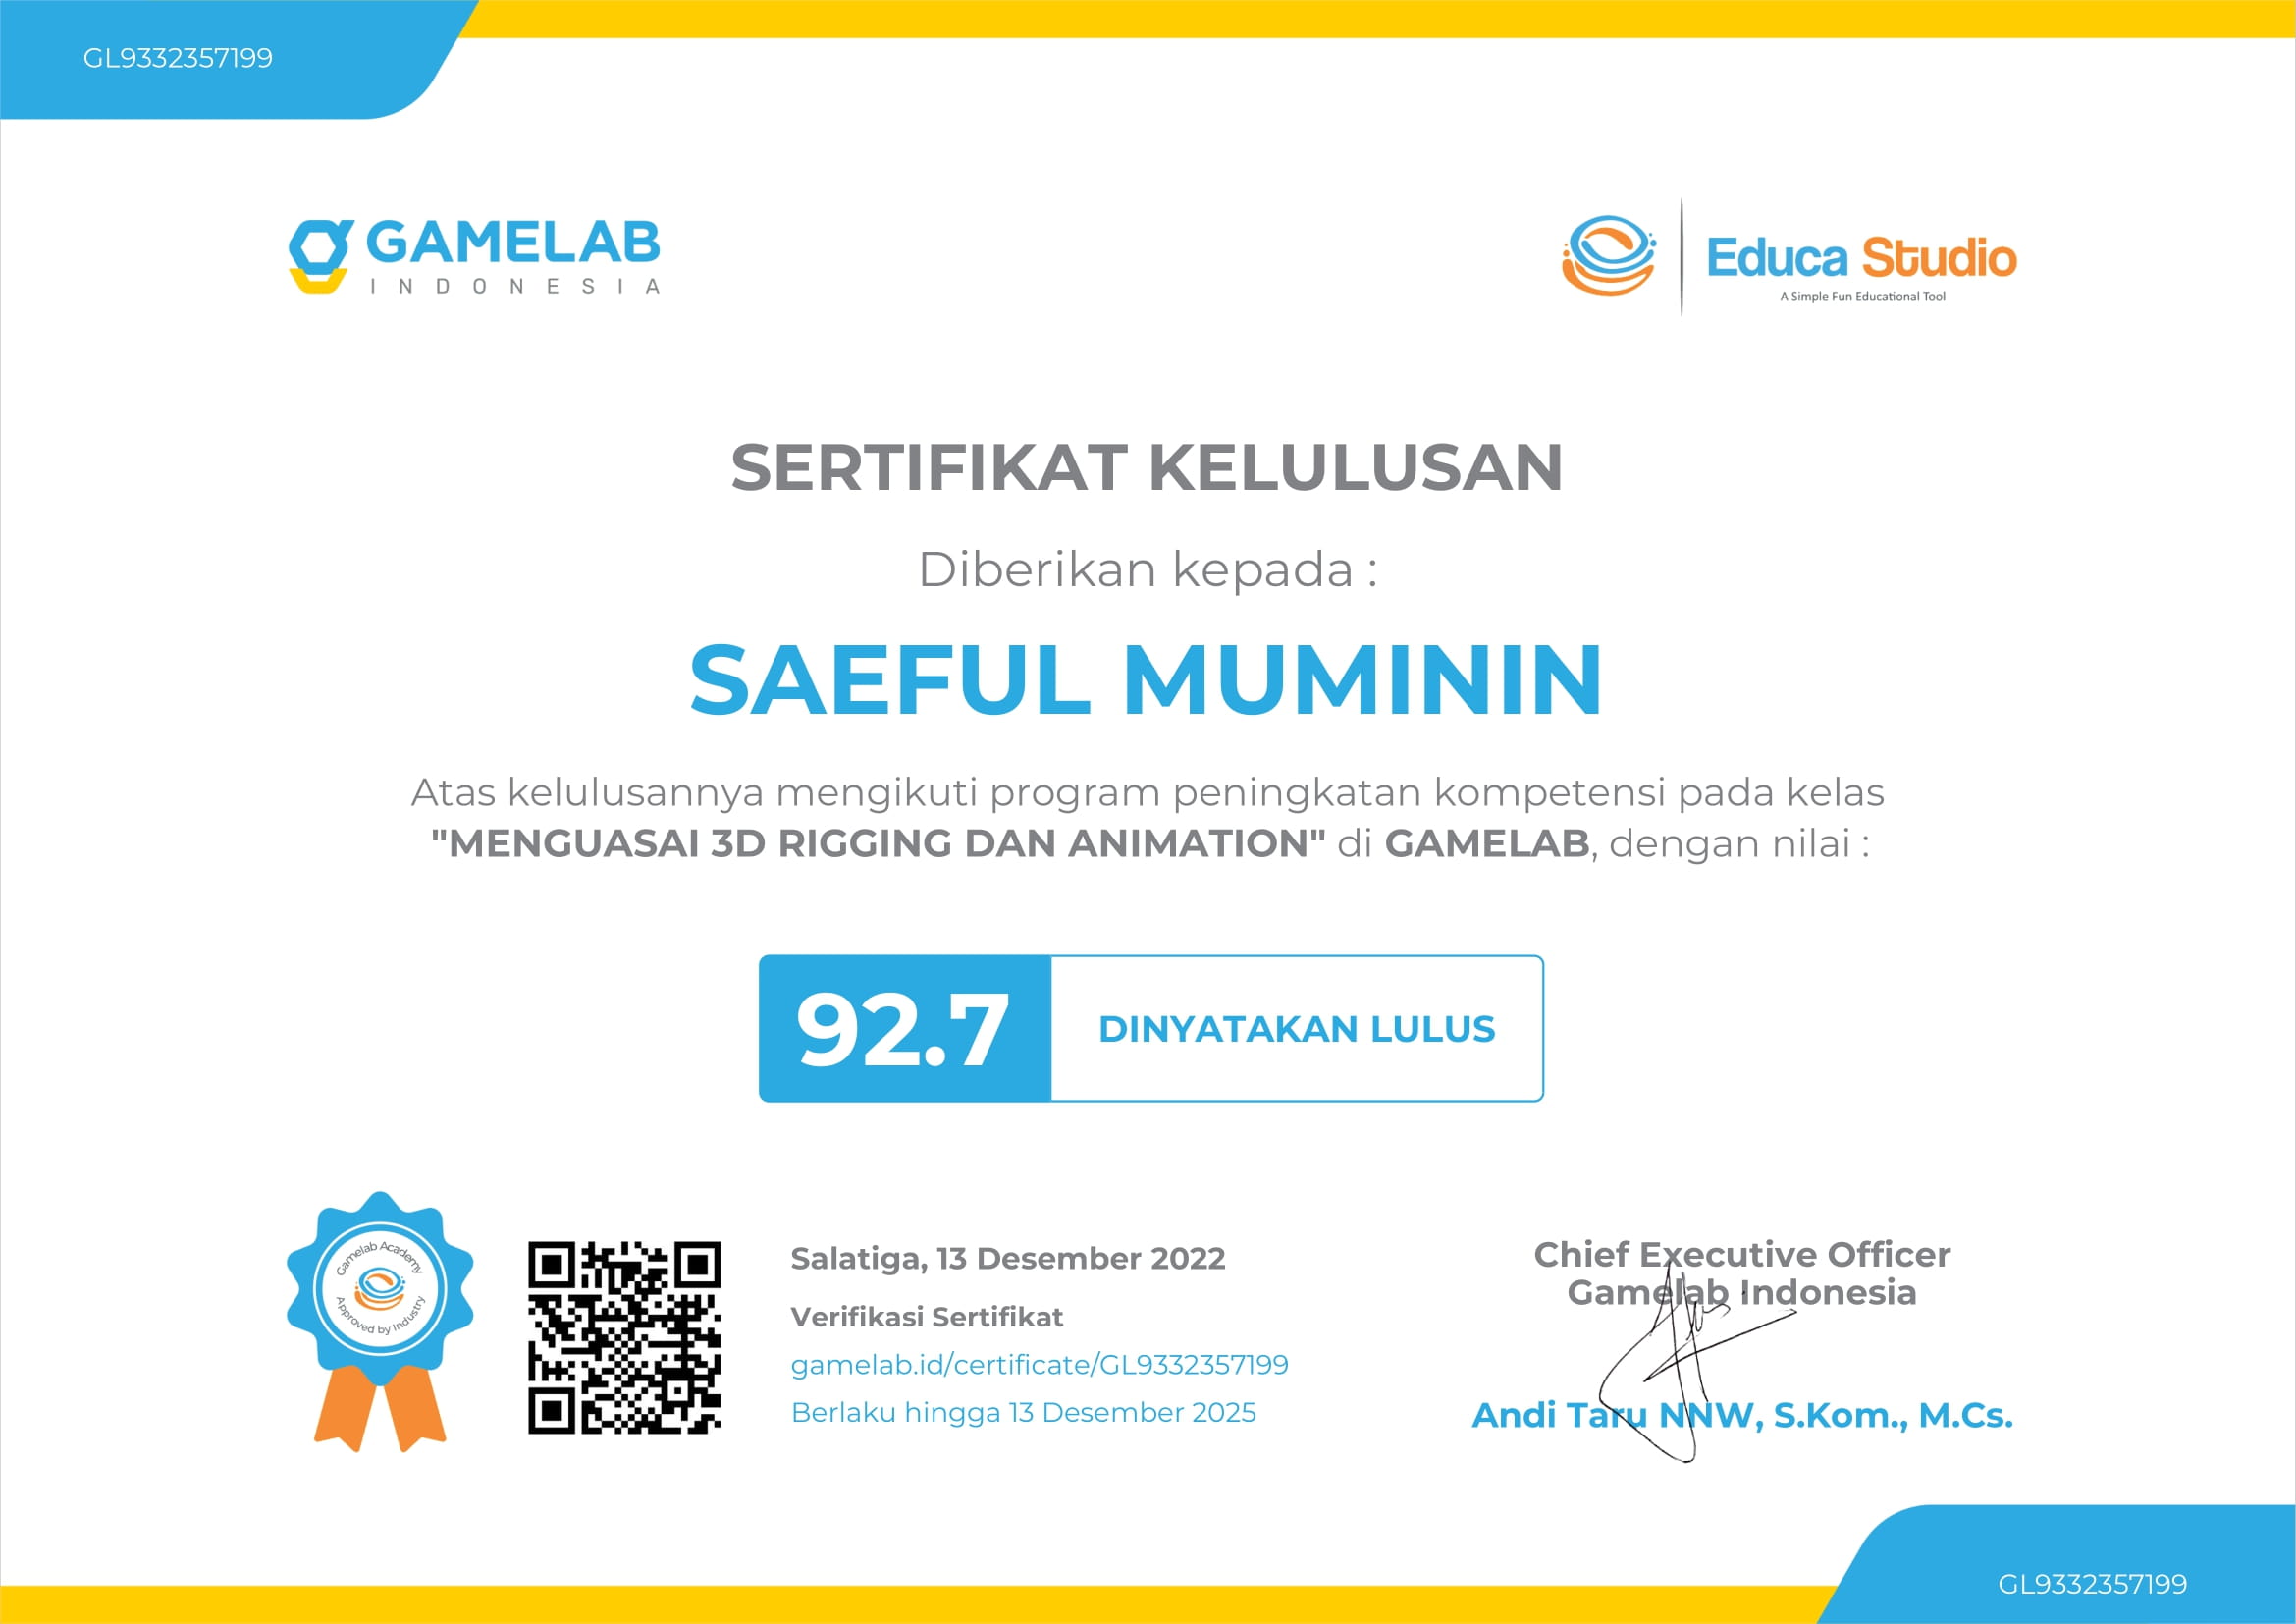 GL9332357199
GAMELAB
INDONESIA
Educa Studio
A Simple Fun Educational Tool
SERTIFIKAT KELULUSAN
Diberikan kepada :
SAEFUL MUMININ
Atas kelulusannya mengikuti program peningkatan kompetensi pada kelas
"MENGUASAI 3D RIGGING DAN ANIMATION" di GAMELAB, dengan nilai :
92.7
DINYATAKAN LULUS
Gamelab Academy
Approved by Industry
Salatiga, 13 Desember 2022
Verifikasi Sertifikat
gamelab.id/certificate/GL9332357199
Berlaku hingga 13 Desember 2025
Chief Executive Officer
Gamelab Indonesia
Andi Taru NNW, S.Kom., M.Cs.
GL9332357199